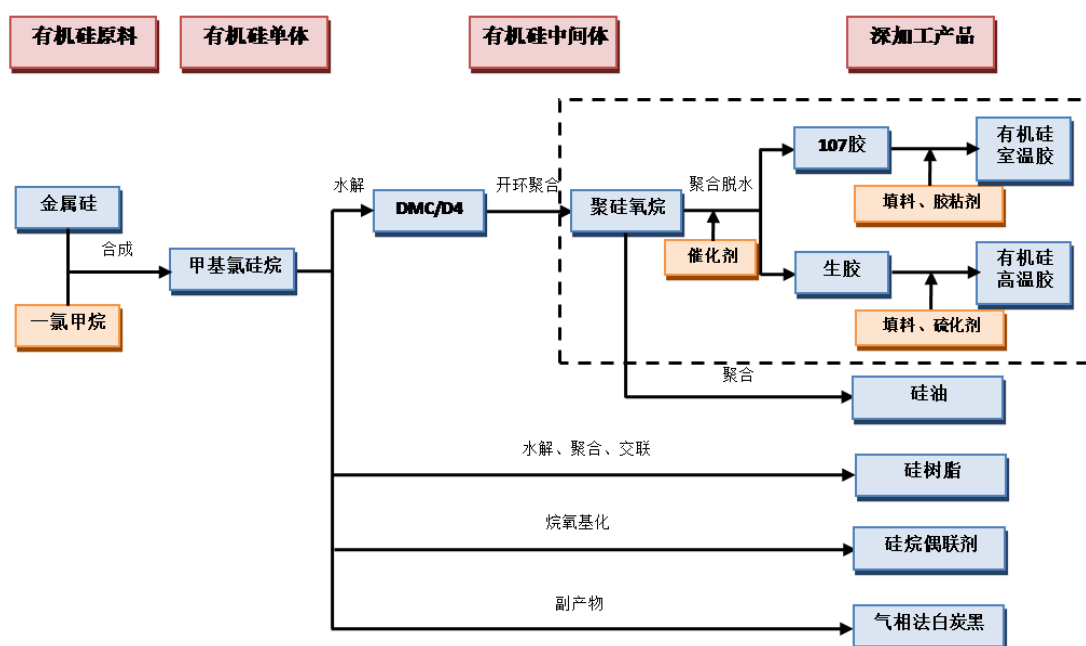 有机硅原料
有机硅单体
有机硅中间体
深加工产品
金属硅
合成
一氯甲烷
甲基氯硅烷
水解
DMC/D4
开环聚合
聚硅氧烷
聚合脱水
催化剂
107胶
填料、胶粘剂
有机硅
室温胶
生胶
填料、硫化剂
有机硅
高温胶
聚合
硅油
水解、聚合、交联
硅树脂
烷氧基化
硅烷偶联剂
副产物
气相法白炭黑